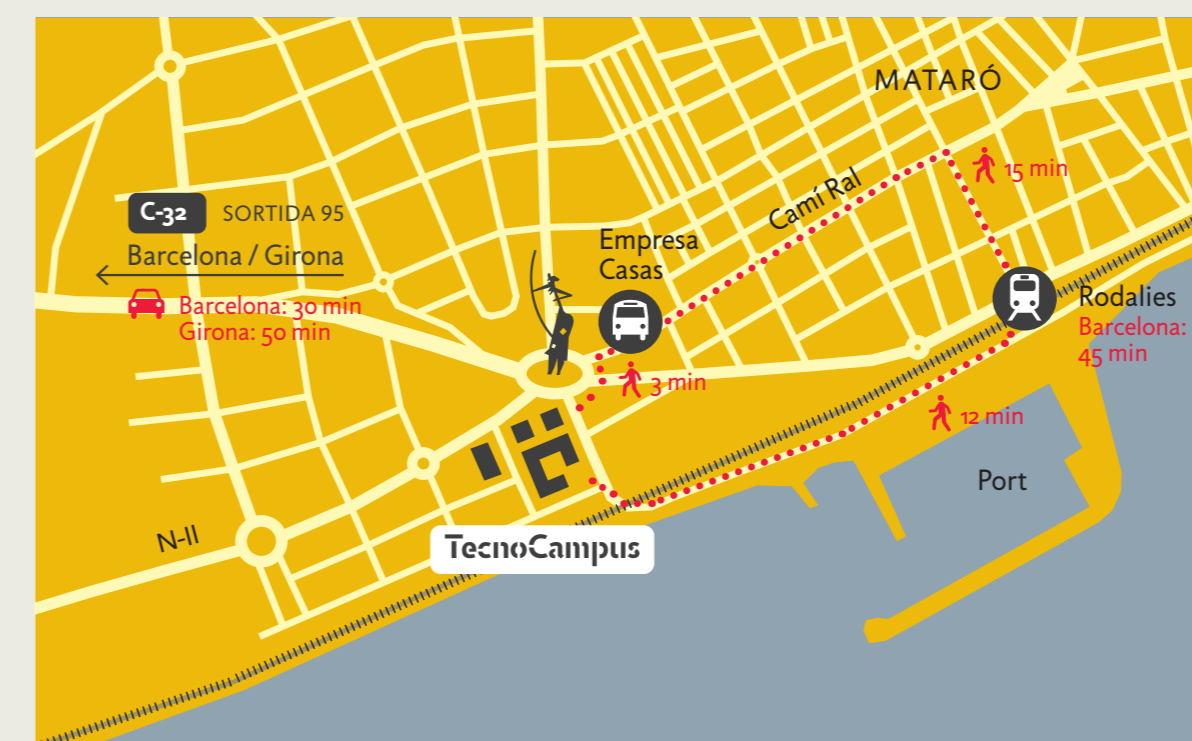 MATARÓ
15 min
Camí Ral
C-32 SORTIDA 95
Barcelona / Girona
Barcelona: 30 min
Girona: 50 min
Empresa
Casas
3 min
Rodalies
Barcelona:
45 min
12 min
Port
N-II
TecnoCampus